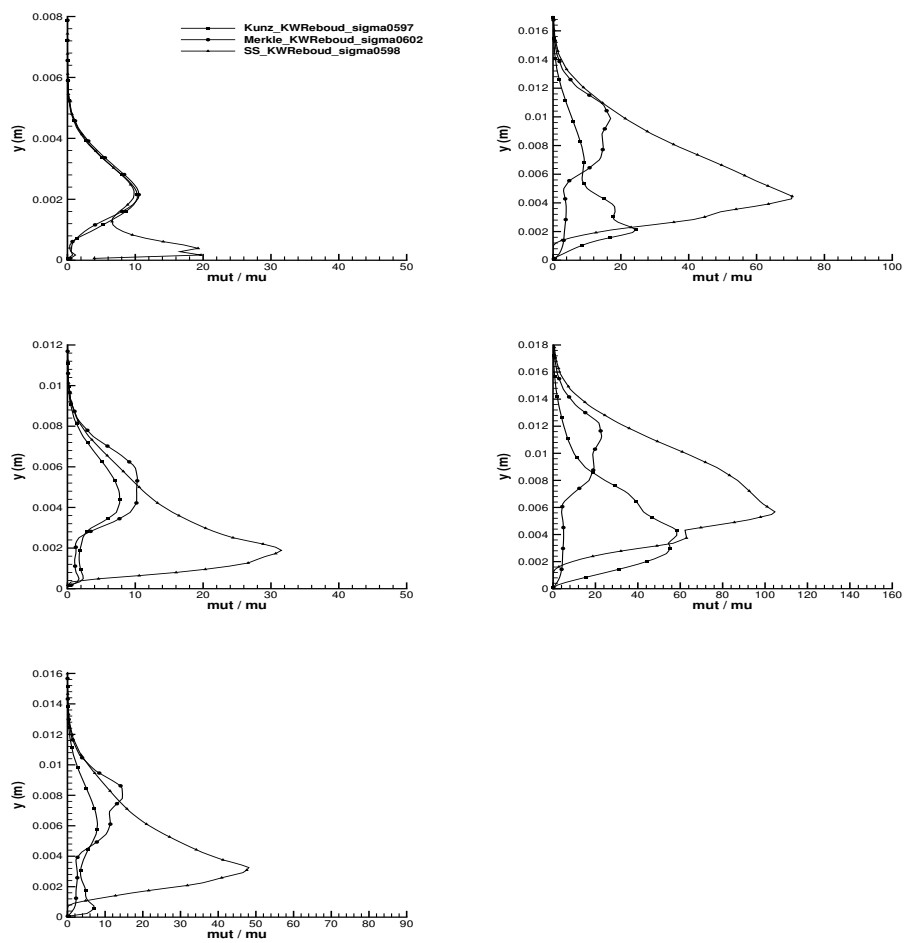 Kunz_KWReboud_sigma0597
Merkle_KWReboud_sigma0602
SS_KWReboud_sigma0598
y (m)
0.008
0.006
0.004
0.002
0
0 10 20 30 40 50
mut / mu
y (m)
0.016
0.014
0.012
0.01
0.008
0.006
0.004
0.002
0
0 20 40 60 80 100
mut / mu
y (m)
0.012
0.01
0.008
0.006
0.004
0.002
0
0 10 20 30 40 50
mut / mu
y (m)
0.018
0.016
0.014
0.012
0.01
0.008
0.006
0.004
0.002
0
0 20 40 60 80 100 120 140 160
mut / mu
y (m)
0.016
0.014
0.012
0.01
0.008
0.006
0.004
0.002
0
0 10 20 30 40 50 60 70 80 90
mut / mu